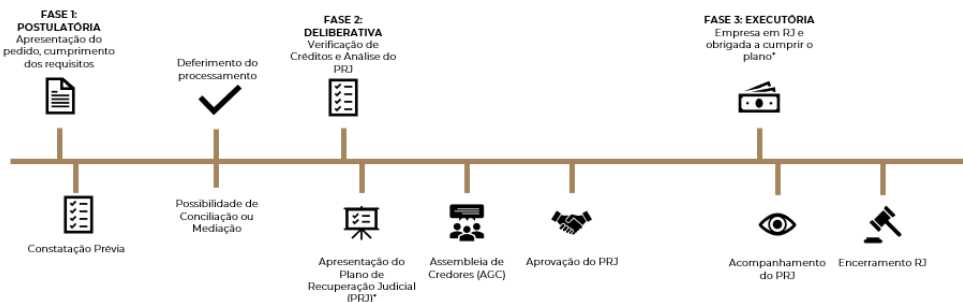 FASE 1:
POSTULATÓRIA
Apresentação do
pedido, cumprimento
dos requisitos
Deferimento do
processamento
FASE 2:
DELIBERATIVA
Verificação de
Créditos e Análise do
PRJ
FASE 3: EXECUTÓRIA
Empresa em RJ e
obrigada a cumprir o
plano*
Constatação Prévia
Possibilidade de
Conciliação ou
Mediação
Apresentação do
Plano de
Recuperação Judicial
(PRJ)*
Assembleia de
Credores (AGC)
Aprovação do PRJ
Acompanhamento
do PRJ
Encerramento RJ